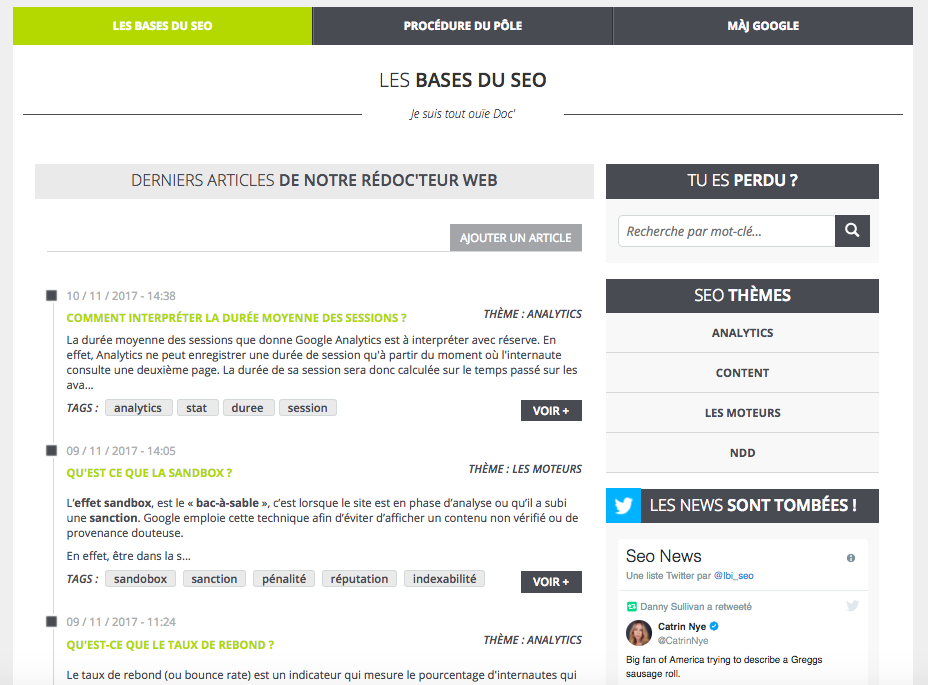 LES BASES DU SEO
PROCÉDURE DU PÔLE
MÀJ GOOGLE
LES BASES DU SEO
Je suis tout ouïe Doc'
DERNIERS ARTICLES DE NOTRE RÉDOC'TEUR WEB
AJOUTER UN ARTICLE
10 / 11 / 2017 - 14:38
COMMENT INTERPRÉTER LA DURÉE MOYENNE DES SESSIONS ?
THÈME : ANALYTICS
La durée moyenne des sessions que donne Google Analytics est à interpréter avec réserve. En
effet, Analytics ne peut enregistrer une durée de session qu'à partir du moment où l'internaute
consulte une deuxième page. La durée de sa session sera donc calculée sur le temps passé sur les
ava...
TAGS : analytics stat duree session
VOIR +
09 / 11 / 2017 - 14:05
QU'EST CE QUE LA SANDBOX ?
THÈME : LES MOTEURS
L’effet sandbox, est le « bac-à-sable », c’est lorsque le site est en phase d’analyse ou qu’il a subi
une sanction. Google emploie cette technique afin d’éviter d’afficher un contenu non vérifié ou de
provenance douteuse.
En effet, être dans la s...
TAGS : sandobox sanction pénalité réputation indexabilité
VOIR +
09 / 11 / 2017 - 11:24
QU'EST-CE QUE LE TAUX DE REBOND ?
THÈME : ANALYTICS
Le taux de rebond (ou bounce rate) est un indicateur qui mesure le pourcentage d'internautes qui
TU ES PERDU ?
Recherche par mot-clé...
SEO THÈMES
ANALYTICS
CONTENT
LES MOTEURS
NDD
LES NEWS SONT TOMBÉES !
Seo News
Une liste Twitter par @lbi_seo
Danny Sullivan a retweeté
Catrin Nye
@CatrinNye
Big fan of America trying to describe a Greggs
sausage roll.